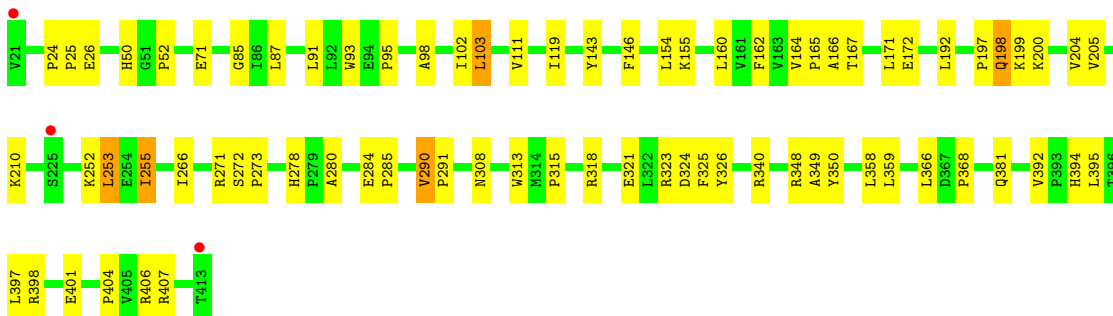 V21 P24 P25 E26 H50 G51 P52 E71 G85 I86 L87 L91 L92 W93 E94 P95 A98 I102 L103 V111 I119 Y143 F146 L154 K155 L160 V161 F162 V163 V164 P165 A166 T167 L171 E172 L192 P197 Q198 K199 K200 V204 V205
K210 S225 K252 L253 E254 I255 I266 R271 S272 P273 H278 P279 A280 E284 P285 V290 P291 N308 W313 M314 P315 R318 E321 L322 R323 D324 F325 Y326 R340 R348 A349 Y350 L358 L359 L366 D367 P368 Q381 V392 P393 H394 L395 T396
L397 R398 E401 P404 V405 R406 R407 T413